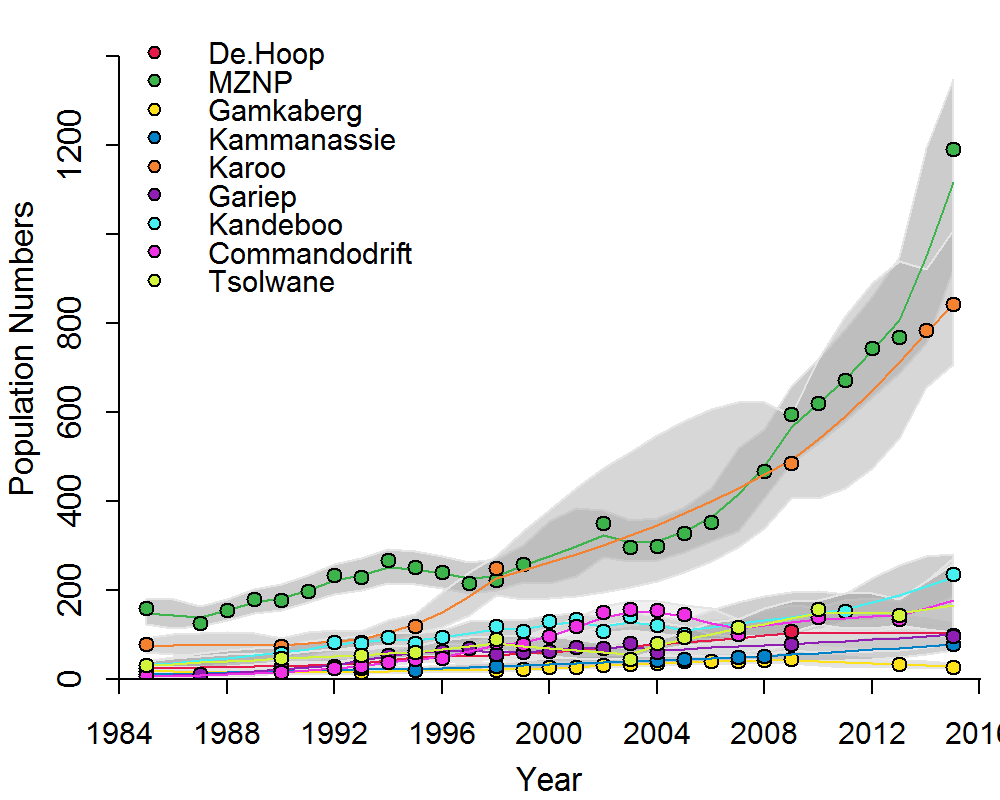 De.Hoop
MZNP
Gamkaberg
Kammanassie
Karoo
Gariep
Kandeboo
Commandodrift
Tsolwane
Population Numbers
1200
800
600
400
200
0
1984 1988 1992 1996 2000 2004 2008 2012 2016
Year